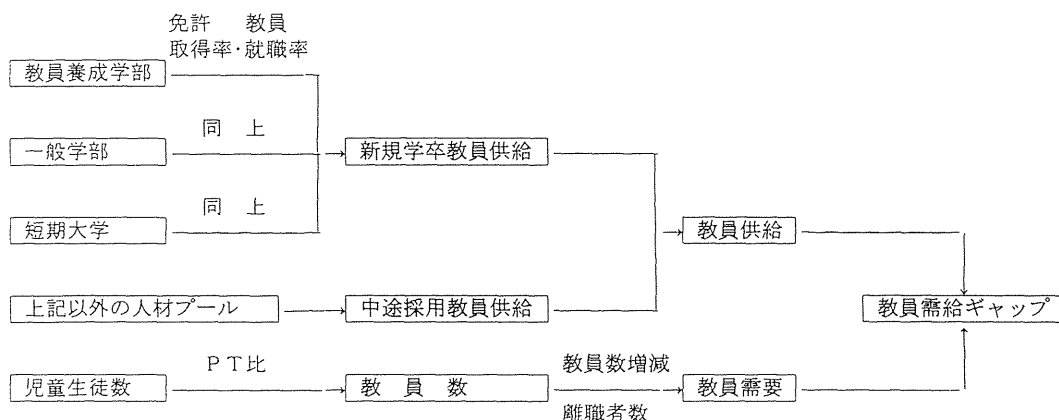 免許　教員
取得率・就職率
教員養成学部
同　上
一般学部
新規学卒教員供給
同　上
短期大学
教員供給
上記以外の人材プール
中途採用教員供給
教員需給ギャップ
ＰＴ比
教員数増減
児童生徒数
教　員　数
教員需要
離職者数